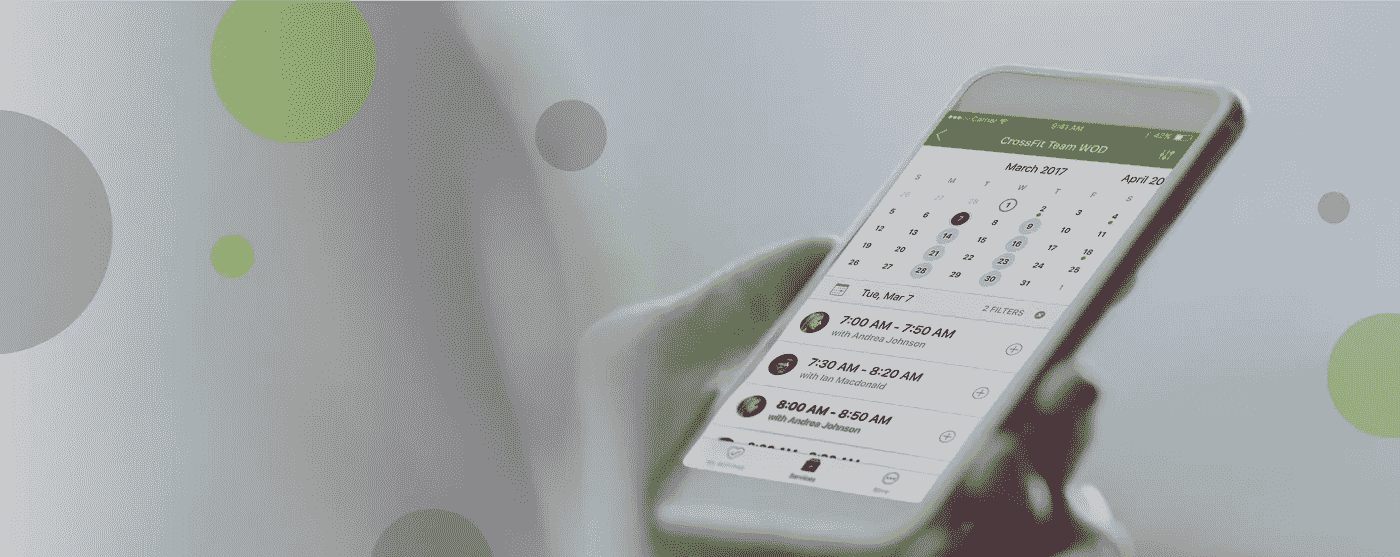 Carrier 9:41 AM 42%
CrossFit Team WOD
March 2017 April 20
S M T W T F S
26 27 28 1 2 3 4
5 6 7 8 9 10 11
12 13 14 15 16 17 18
19 20 21 22 23 24 25
26 27 28 29 30 31 1
Tue, Mar 7 2 FILTERS
7:00 AM - 7:50 AM
with Andrea Johnson
7:30 AM - 8:20 AM
with Ian Macdonald
8:00 AM - 8:50 AM
with Andrea Johnson
Services More